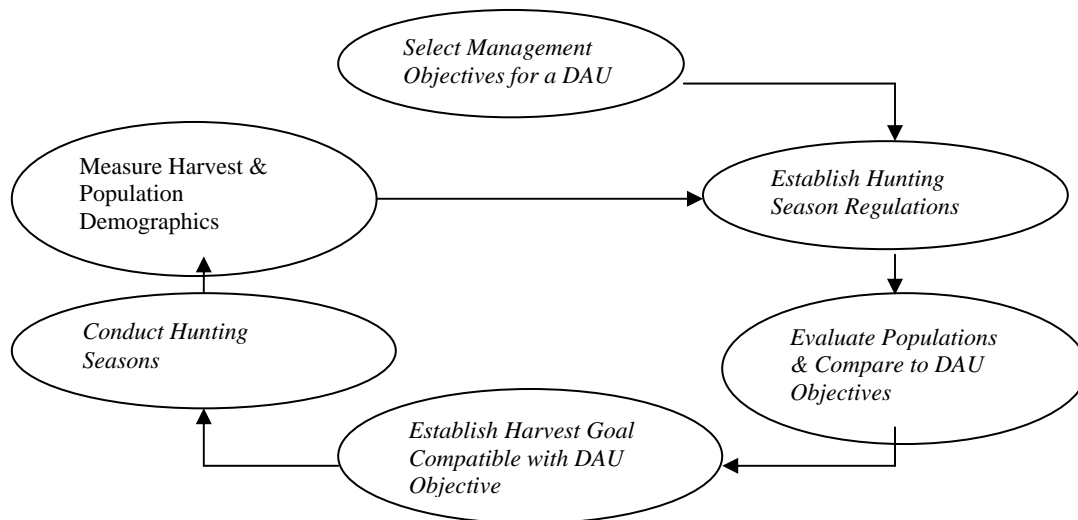 Select Management
Objectives for a DAU
Measure Harvest &
Population
Demographics
Establish Hunting
Season Regulations
Conduct Hunting
Seasons
Evaluate Populations
& Compare to DAU
Objectives
Establish Harvest Goal
Compatible with DAU
Objective